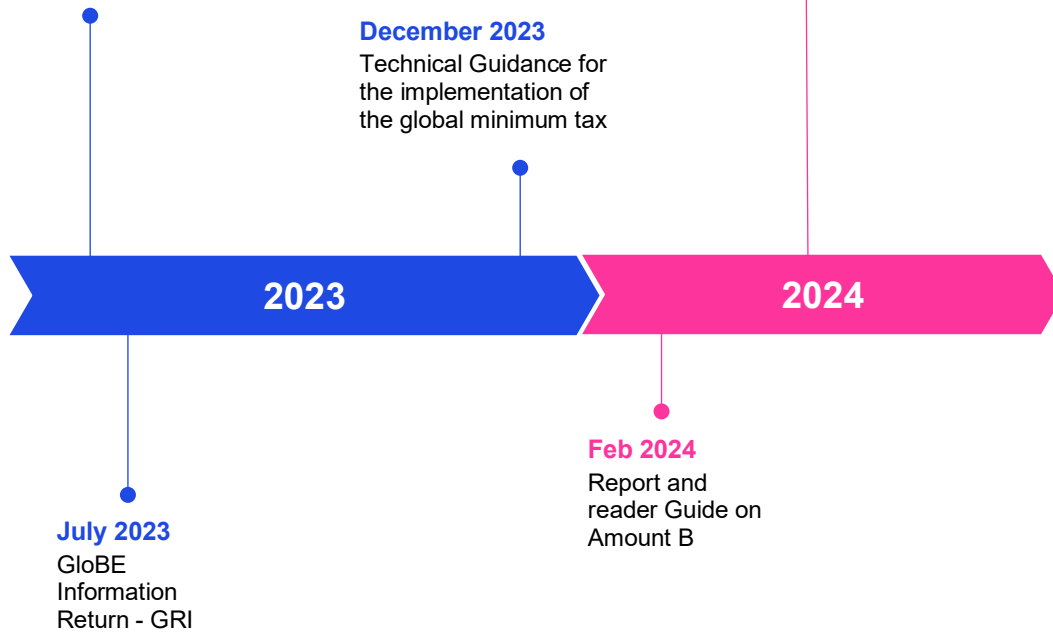 December 2023
Technical Guidance for
the implementation of
the global minimum tax
2023
2024
July 2023
GloBE
Information
Return - GRI
Feb 2024
Report and
reader Guide on
Amount B